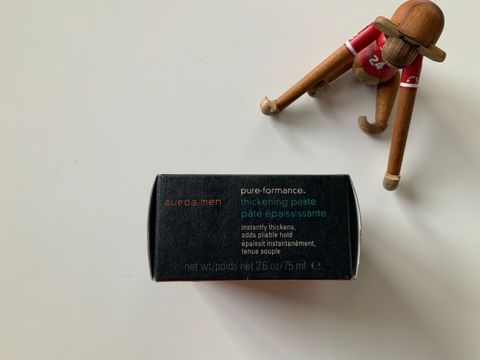 24
aveda men
pure-formance™
thickening paste
pâte épaississante
instantly thickens,
adds pliable hold
épaissit instantanément,
tenue souple
net wt/poids net 2.6 oz/75 ml ℮